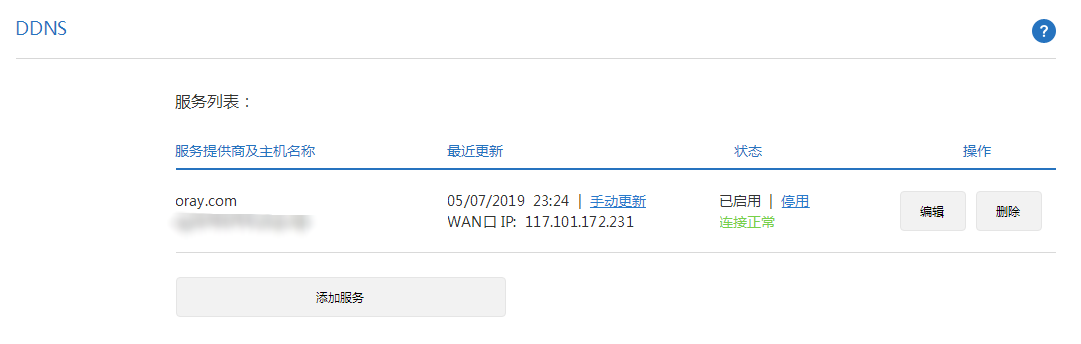 DDNS
?
服务列表：
服务提供商及主机名称 最近更新 状态 操作
oray.com 05/07/2019 23:24 | 手动更新 已启用 | 停用 编辑 删除
WAN口 IP: 117.101.172.231 连接正常
添加服务